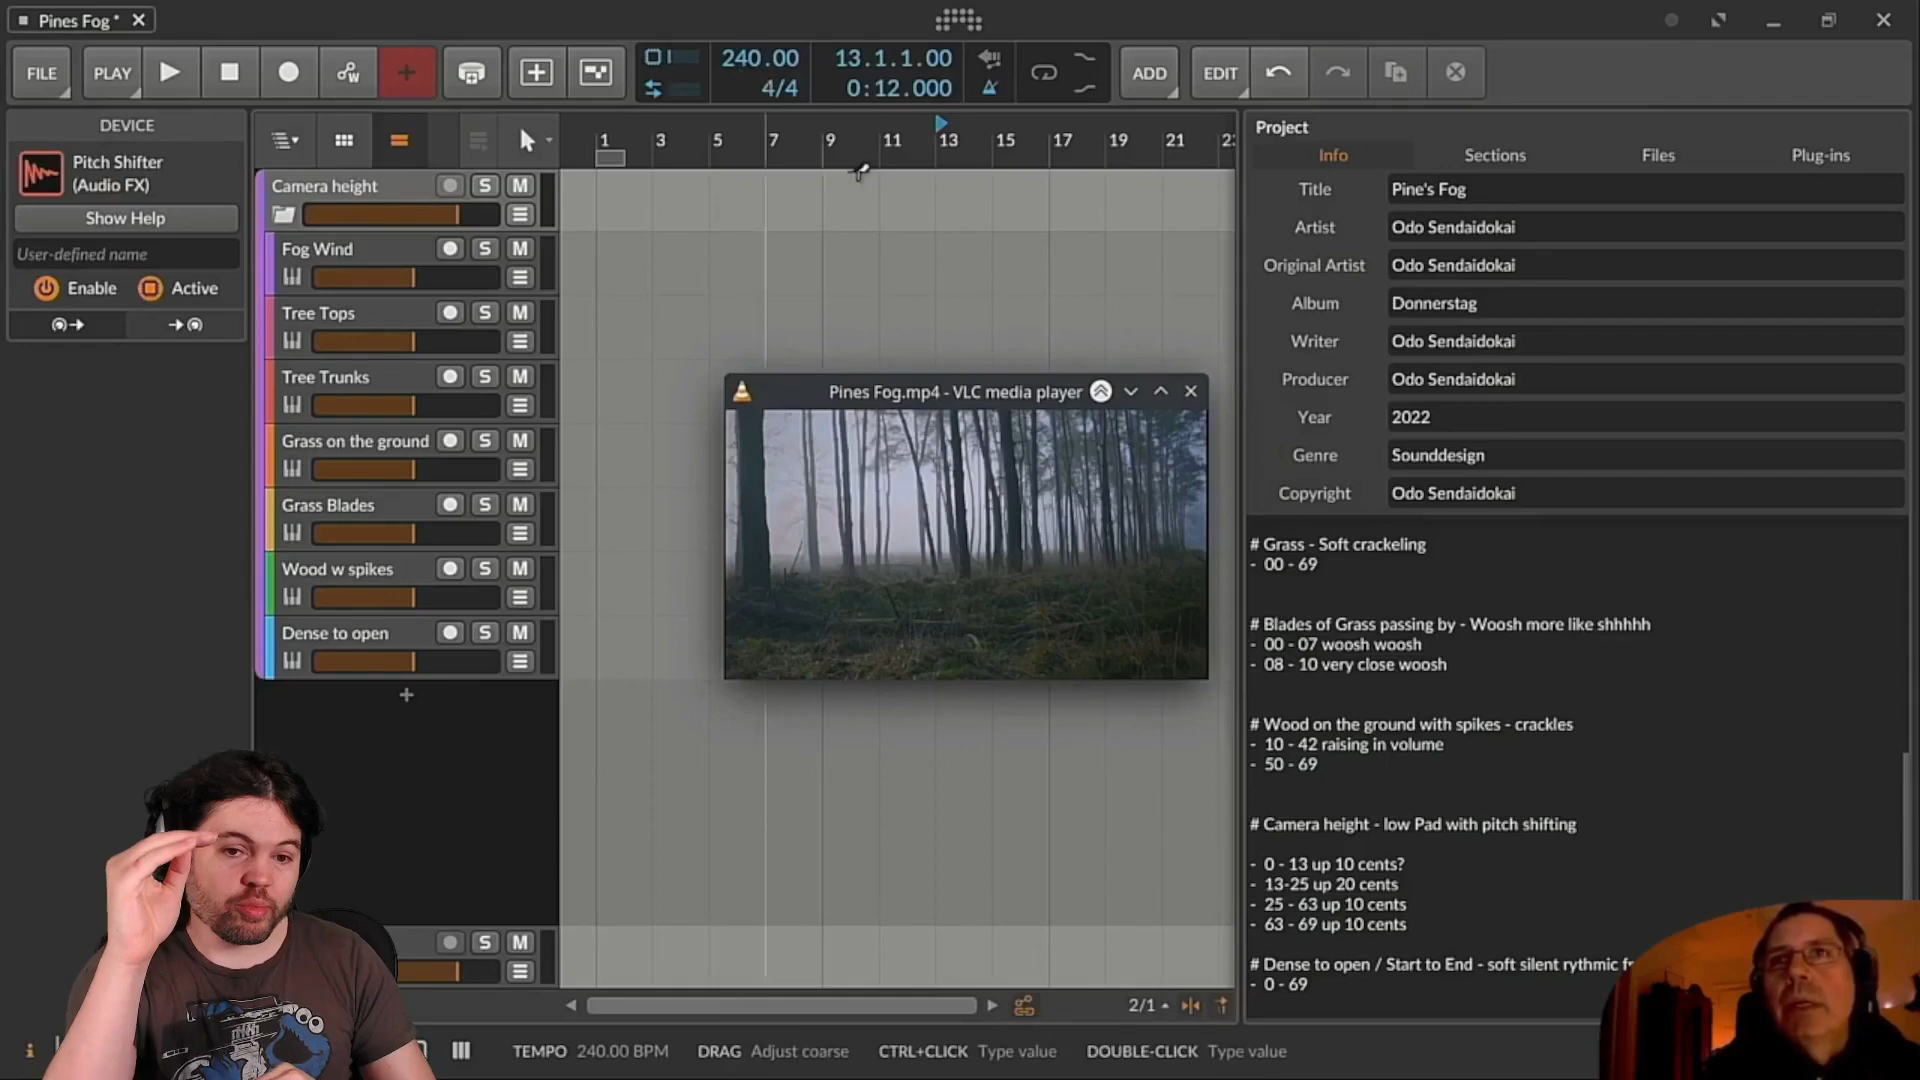 Pines Fog *
FILE
PLAY
240.00
4/4
13.1.1.00
0:12.000
ADD
EDIT
DEVICE
Pitch Shifter
(Audio FX)
Show Help
User-defined name
Enable
Active
1 3 5 7 9 11 13 15 17 19 21
Camera height S M
Fog Wind S M
Tree Tops S M
Tree Trunks S M
Grass on the ground S M
Grass Blades S M
Wood w spikes S M
Dense to open S M
S M
Pines Fog.mp4 - VLC media player
Project
Info Sections Files Plug-ins
Title Pine's Fog
Artist Odo Sendaidokai
Original Artist Odo Sendaidokai
Album Donnerstag
Writer Odo Sendaidokai
Producer Odo Sendaidokai
Year 2022
Genre Sounddesign
Copyright Odo Sendaidokai
# Grass - Soft crackeling
- 00 - 69
# Blades of Grass passing by - Woosh more like shhhhh
- 00 - 07 woosh woosh
- 08 - 10 very close woosh
# Wood on the ground with spikes - crackles
- 10 - 42 raising in volume
- 50 - 69
# Camera height - low Pad with pitch shifting
- 0 - 13 up 10 cents?
- 13-25 up 20 cents
- 25 - 63 up 10 cents
- 63 - 69 up 10 cents
# Dense to open / Start to End - soft silent rythmic
- 0 - 69
2/1
TEMPO 240.00 BPM DRAG Adjust coarse CTRL+CLICK Type value DOUBLE-CLICK Type value